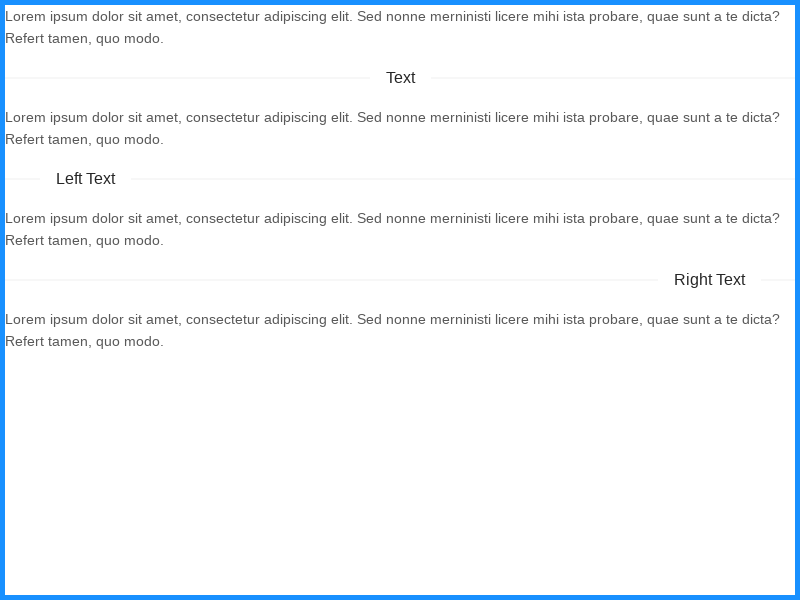 Lorem ipsum dolor sit amet, consectetur adipiscing elit. Sed nonne merninisti licere mihi ista probare, quae sunt a te dicta?
Refert tamen, quo modo.
Text
Lorem ipsum dolor sit amet, consectetur adipiscing elit. Sed nonne merninisti licere mihi ista probare, quae sunt a te dicta?
Refert tamen, quo modo.
Left Text
Lorem ipsum dolor sit amet, consectetur adipiscing elit. Sed nonne merninisti licere mihi ista probare, quae sunt a te dicta?
Refert tamen, quo modo.
Right Text
Lorem ipsum dolor sit amet, consectetur adipiscing elit. Sed nonne merninisti licere mihi ista probare, quae sunt a te dicta?
Refert tamen, quo modo.